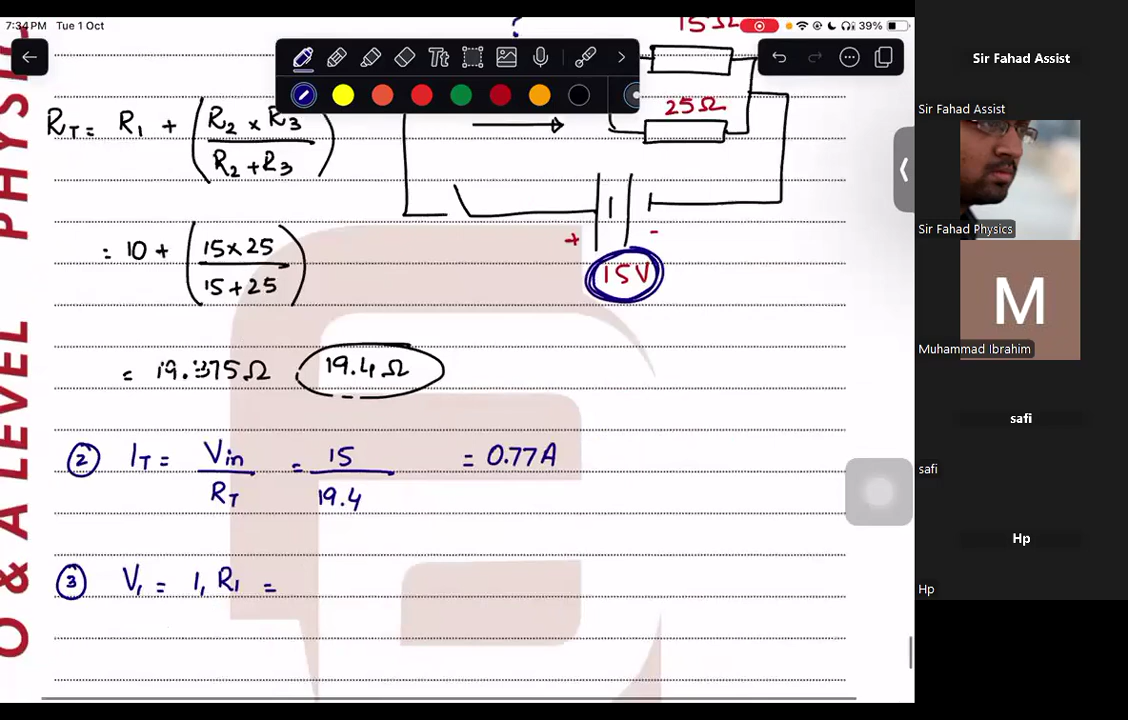 7:34 PM Tue 1 Oct
39%
?
15Ω
Tt
25Ω
R_T = R_1 + (R_2 × R_3 / R_2 + R_3)
= 10 + (15 × 25 / 15 + 25)
+ -
15V
= 19.375Ω 19.4Ω
② I_T = V_in / R_T = 15 / 19.4 = 0.77A
③ V_1 = I_1 R_1 =
O & A LEVEL PHYSI
Sir Fahad Assist
Sir Fahad Assist
Sir Fahad Physics
M
Muhammad Ibrahim
safi
safi
Hp
Hp